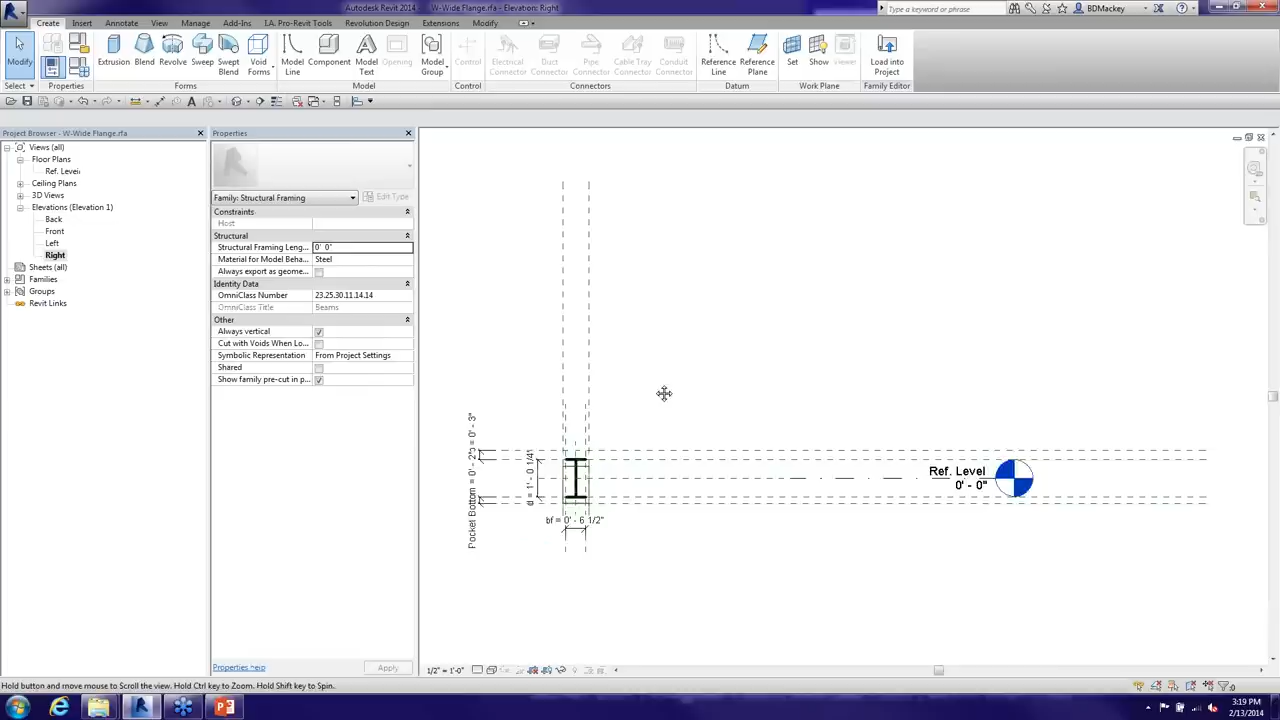 Autodesk Revit 2014 - W-Wide Flange.rfa - Elevation: Right
Type a keyword or phrase
BDMackey
Create Insert Annotate View Manage Add-Ins I.A. Pro-Revit Tools Revolution Design Extensions Modify
Modify
Extrusion Blend Revolve Sweep Swept Blend Void Forms
Model Line Component Model Text Opening Model Group
Control
Electrical Connector Duct Connector Pipe Connector Cable Tray Connector Conduit Connector
Reference Line Reference Plane
Set Show Viewer
Load into Project
Select Properties Forms Model Control Connectors Datum Work Plane Family Editor
Project Browser - W-Wide Flange.rfa
Views (all)
Floor Plans
Ref. Level
Ceiling Plans
3D Views
Elevations (Elevation 1)
Back
Front
Left
Right
Sheets (all)
Families
Groups
Revit Links
Properties
Family: Structural Framing
Edit Type
Constraints
Host
Structural
Structural Framing Leng... 0' 0"
Material for Model Beha... Steel
Always export as geome...
Identity Data
OmniClass Number 23.25.30.11.14.14
OmniClass Title Beams
Other
Always vertical
Cut with Voids When Lo...
Symbolic Representation From Project Settings
Shared
Show family pre-cut in p...
Properties help
Apply
Pocket Bottom = 0' - 2"
= 0' - 3"
d = 1' - 0 1/4"
bf = 0' - 6 1/2"
Ref. Level
0' - 0"
1/2" = 1'-0"
Hold button and move mouse to Scroll the view. Hold Ctrl key to Zoom. Hold Shift key to Spin.
:0
3:19 PM
2/13/2014